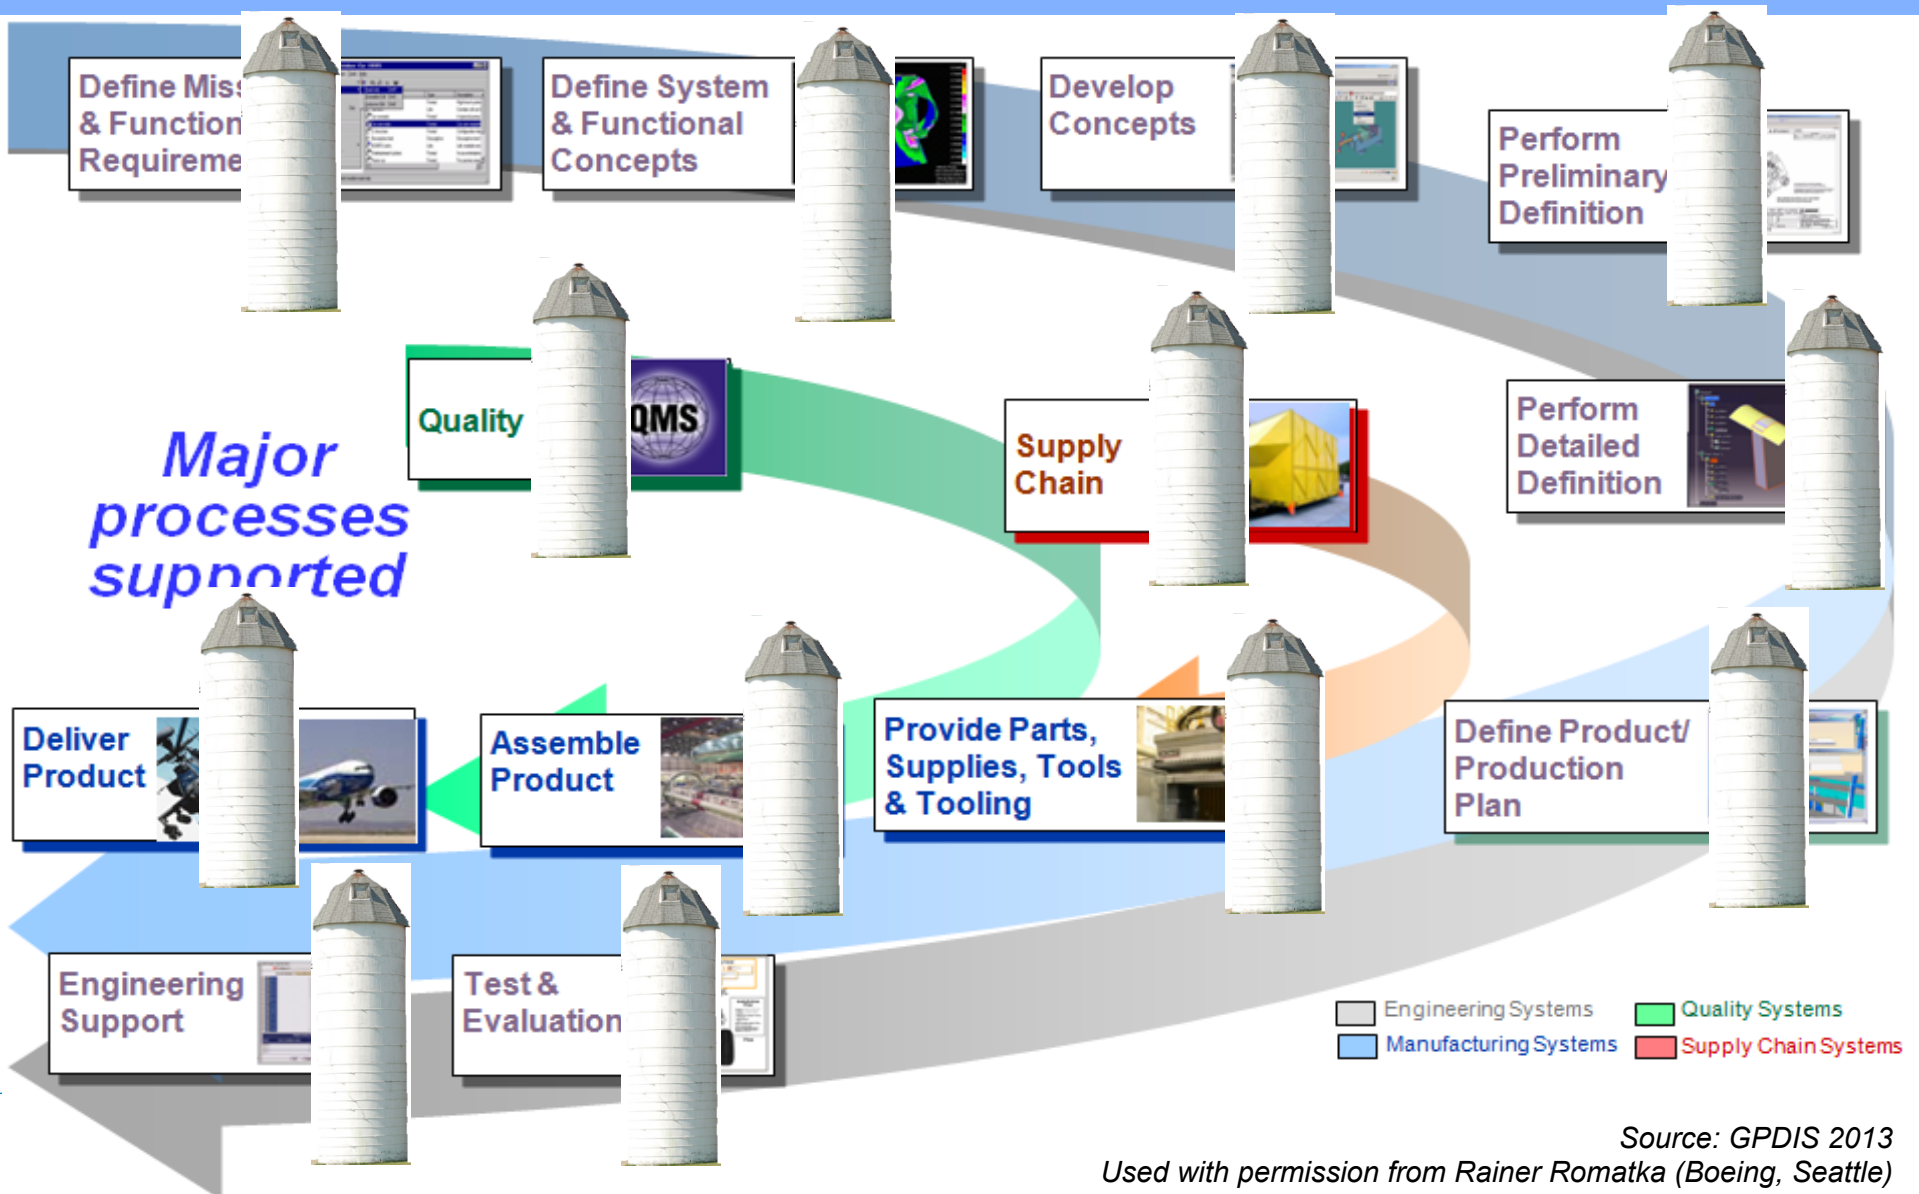 Define Miss
& Function
Requireme
Define System
& Functional
Concepts
Develop
Concepts
Perform
Preliminary
Definition
Quality
QMS
Supply
Chain
Perform
Detailed
Definition
Major
processes
supported
Deliver
Product
Assemble
Product
Provide Parts,
Supplies, Tools
& Tooling
Define Product/
Production
Plan
Engineering
Support
Test &
Evaluation
Engineering Systems
Quality Systems
Manufacturing Systems
Supply Chain Systems
Source: GPDIS 2013
Used with permission from Rainer Romatka (Boeing, Seattle)